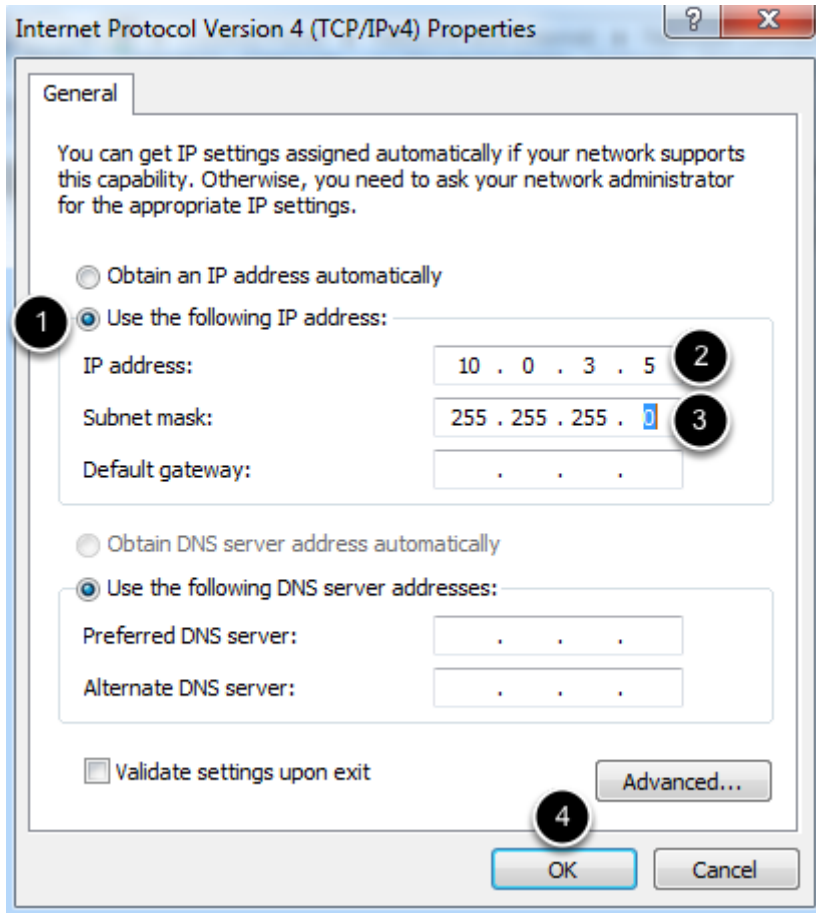 Internet Protocol Version 4 (TCP/IPv4) Properties
? X
General
You can get IP settings assigned automatically if your network supports
this capability. Otherwise, you need to ask your network administrator
for the appropriate IP settings.
Obtain an IP address automatically
1 Use the following IP address:
IP address: 10 . 0 . 3 . 5 2
Subnet mask: 255 . 255 . 255 . 0 3
Default gateway: . . .
Obtain DNS server address automatically
Use the following DNS server addresses:
Preferred DNS server: . . .
Alternate DNS server: . . .
Validate settings upon exit
Advanced...
4
OK Cancel